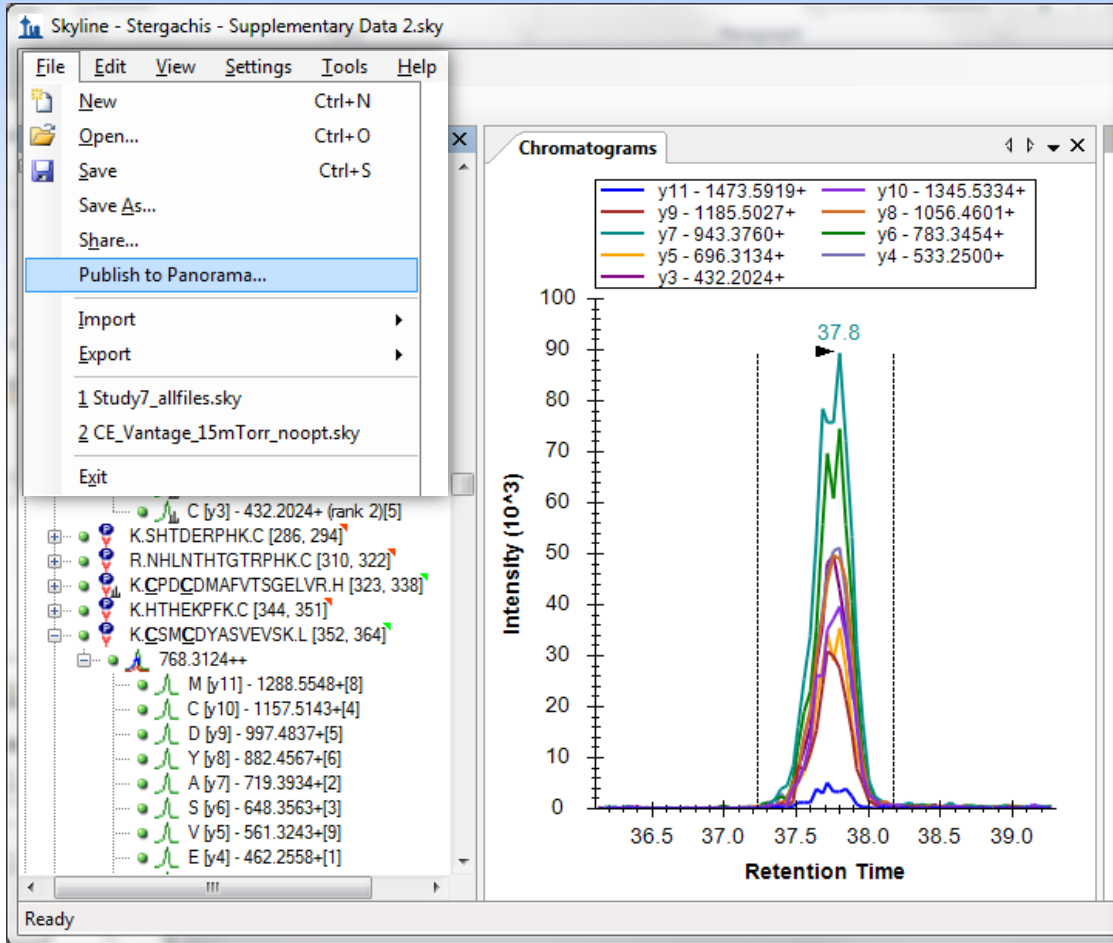 Skyline - Stergachis - Supplementary Data 2.sky
File Edit View Settings Tools Help
New Ctrl+N
Open... Ctrl+O
Save Ctrl+S
Save As...
Share...
Publish to Panorama...
Import
Export
1 Study7_allfiles.sky
2 CE_Vantage_15mTorr_noopt.sky
Exit
C [y3] - 432.2024+ (rank 2)[5]
K.SHTDERPHK.C [286, 294]
R.NHLNTHTGTRPHK.C [310, 322]
K.CPDCDMAFVTSGELVR.H [323, 338]
K.HTHEKPFK.C [344, 351]
K.CSMCDYASVEVSK.L [352, 364]
768.3124++
M [y11] - 1288.5548+[8]
C [y10] - 1157.5143+[4]
D [y9] - 997.4837+[5]
Y [y8] - 882.4567+[6]
A [y7] - 719.3934+[2]
S [y6] - 648.3563+[3]
V [y5] - 561.3243+[9]
E [y4] - 462.2558+[1]
Ready
Chromatograms
y11 - 1473.5919+ y10 - 1345.5334+
y9 - 1185.5027+ y8 - 1056.4601+
y7 - 943.3760+ y6 - 783.3454+
y5 - 696.3134+ y4 - 533.2500+
y3 - 432.2024+
37.8
100
90
80
70
60
50
40
30
20
10
0
Intensity (10^3)
36.5 37.0 37.5 38.0 38.5 39.0
Retention Time